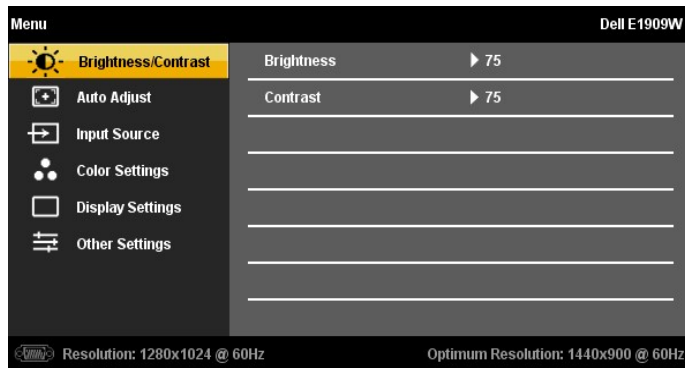 Menu Dell E1909W
Brightness/Contrast Brightness 75
Auto Adjust Contrast 75
Input Source
Color Settings
Display Settings
Other Settings
Resolution: 1280x1024 @ 60Hz Optimum Resolution: 1440x900 @ 60Hz